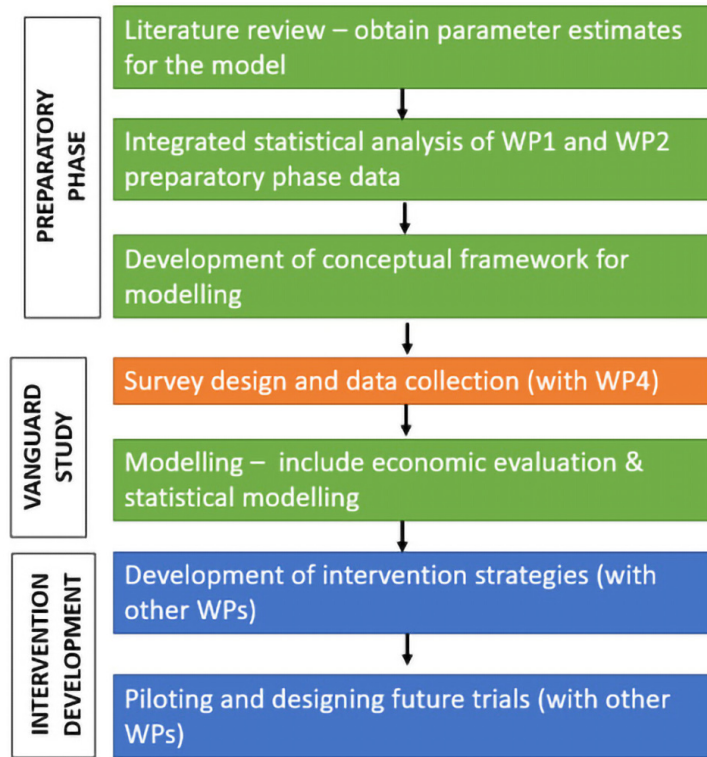 PREPARATORY
PHASE
Literature review – obtain parameter estimates
for the model
Integrated statistical analysis of WP1 and WP2
preparatory phase data
Development of conceptual framework for
modelling
VANGUARD
STUDY
Survey design and data collection (with WP4)
Modelling – include economic evaluation &
statistical modelling
INTERVENTION
DEVELOPMENT
Development of intervention strategies (with
other WPs)
Piloting and designing future trials (with other
WPs)